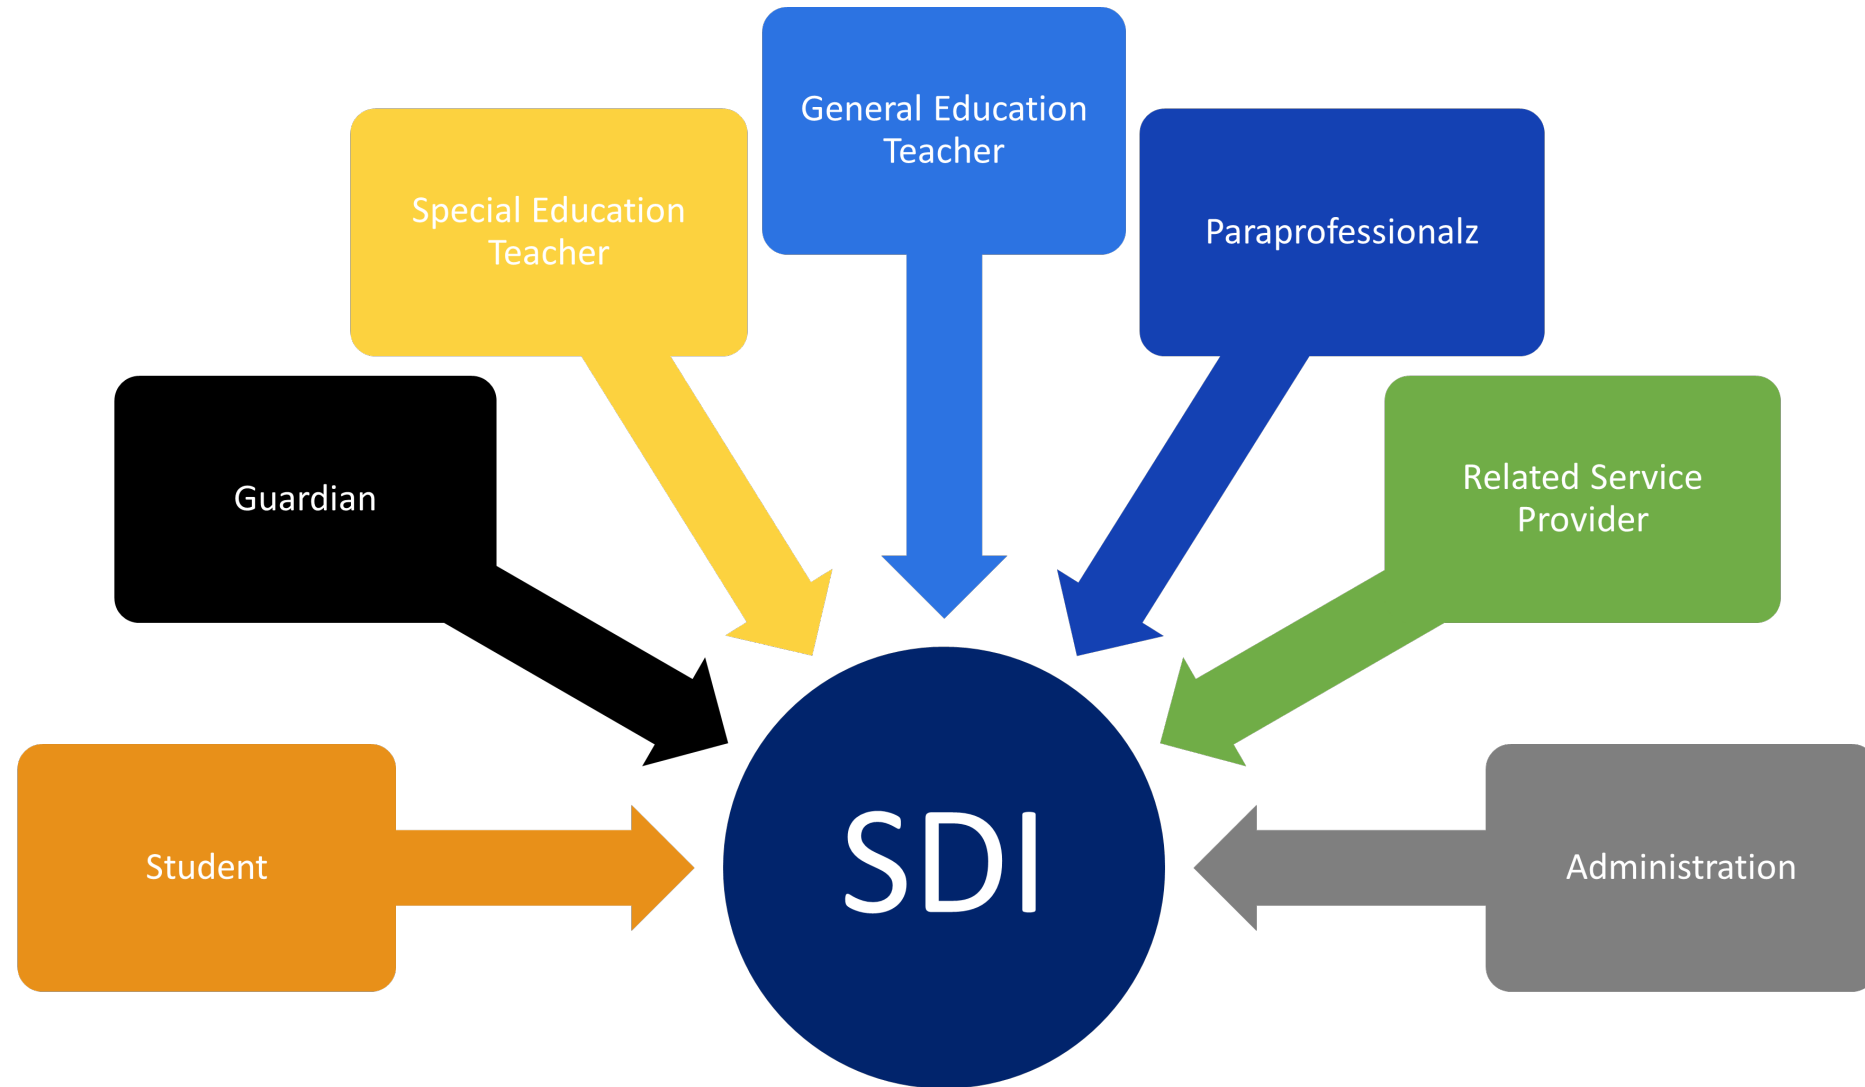 General Education
Teacher
Special Education
Teacher
Paraprofessionalz
Guardian
Related Service
Provider
Student
SDI
Administration